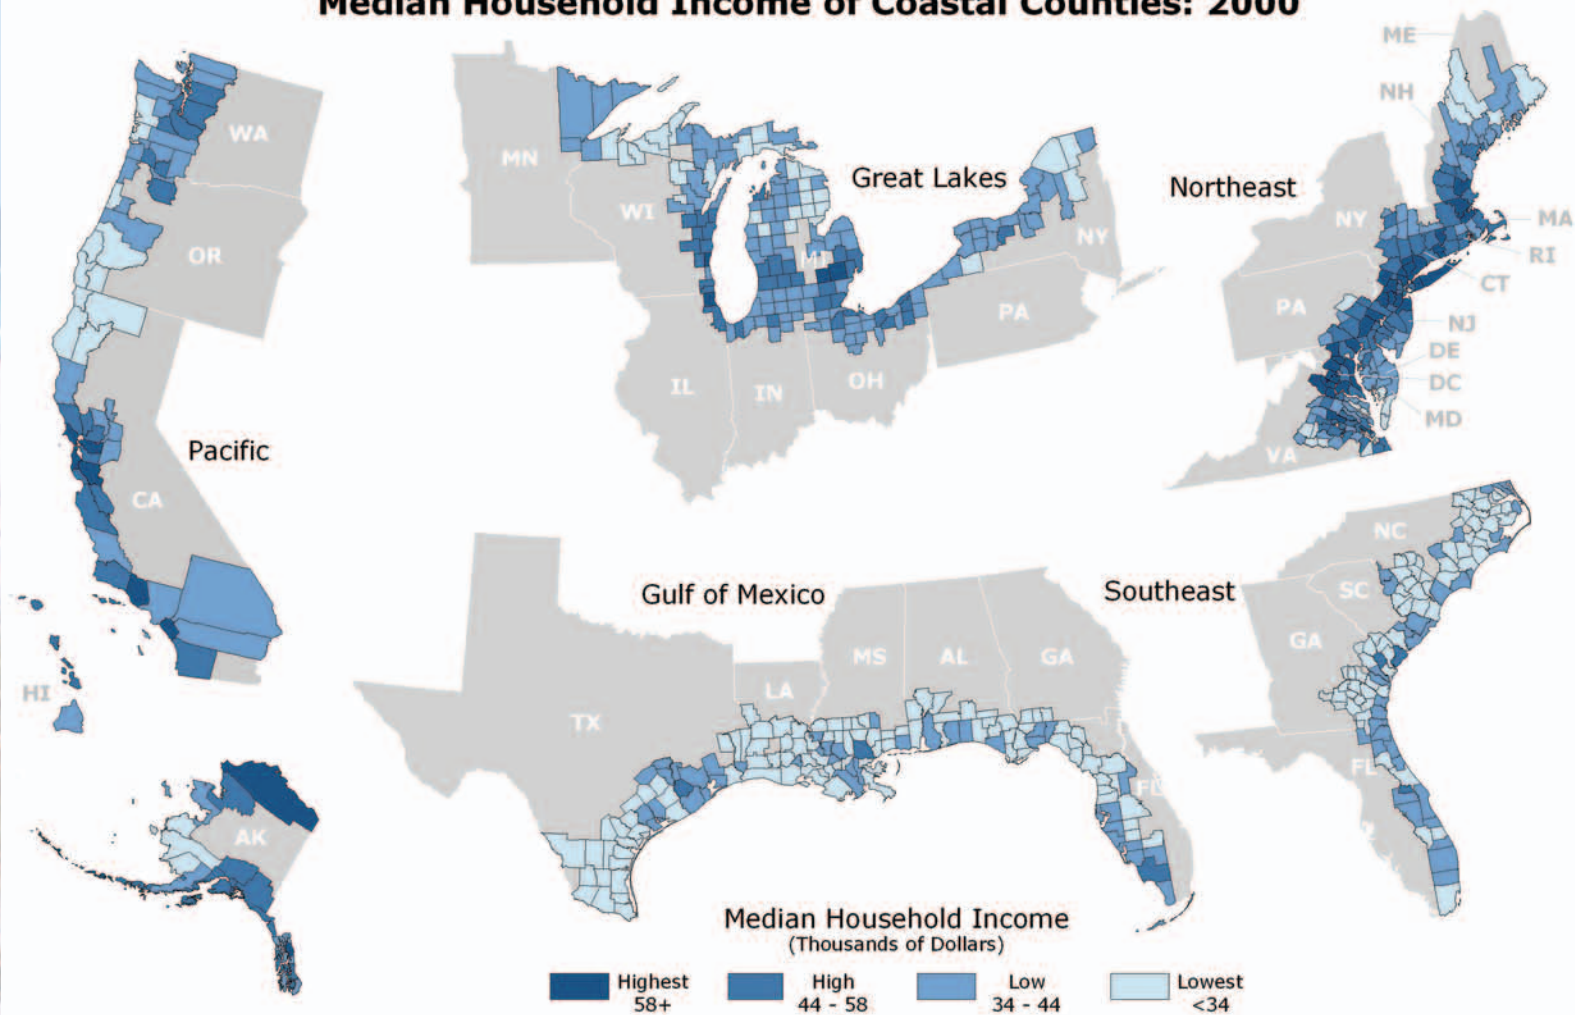 Median Household Income of Coastal Counties: 2000
ME
NH
WA
MN
Great Lakes
Northeast
WI
NY
NY
MA
OR
MI
RI
CT
PA
PA
NJ
DE
IL
IN
OH
DC
MD
Pacific
VA
CA
NC
Gulf of Mexico
Southeast
SC
GA
MS
AL
GA
HI
LA
TX
FL
FL
AK
Median Household Income
(Thousands of Dollars)
Highest
58+
High
44 - 58
Low
34 - 44
Lowest
<34